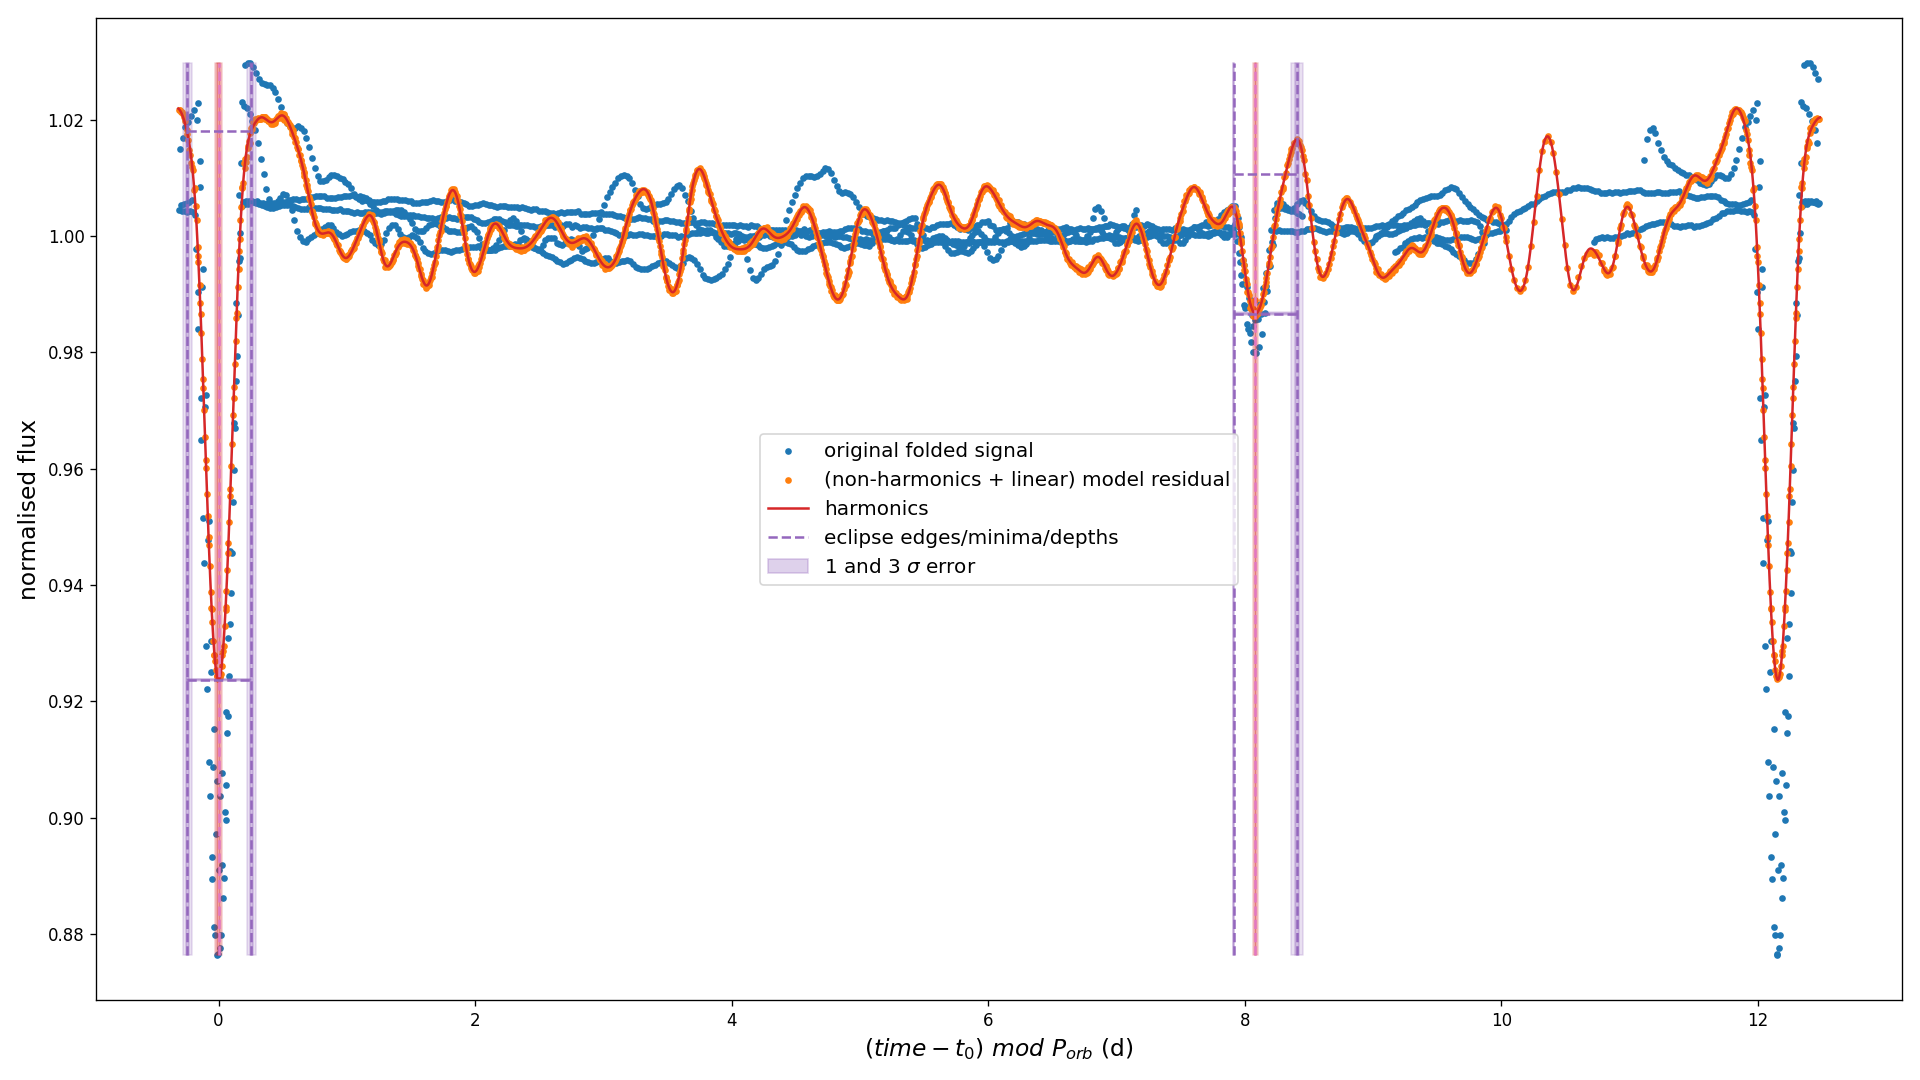 normalised flux
1.02
1.00
0.98
0.96
0.94
0.92
0.90
0.88
original folded signal
(non-harmonics + linear) model residual
harmonics
eclipse edges/minima/depths
1 and 3 σ error
0 2 4 6 8 10 12
(time − t₀) mod P_orb (d)